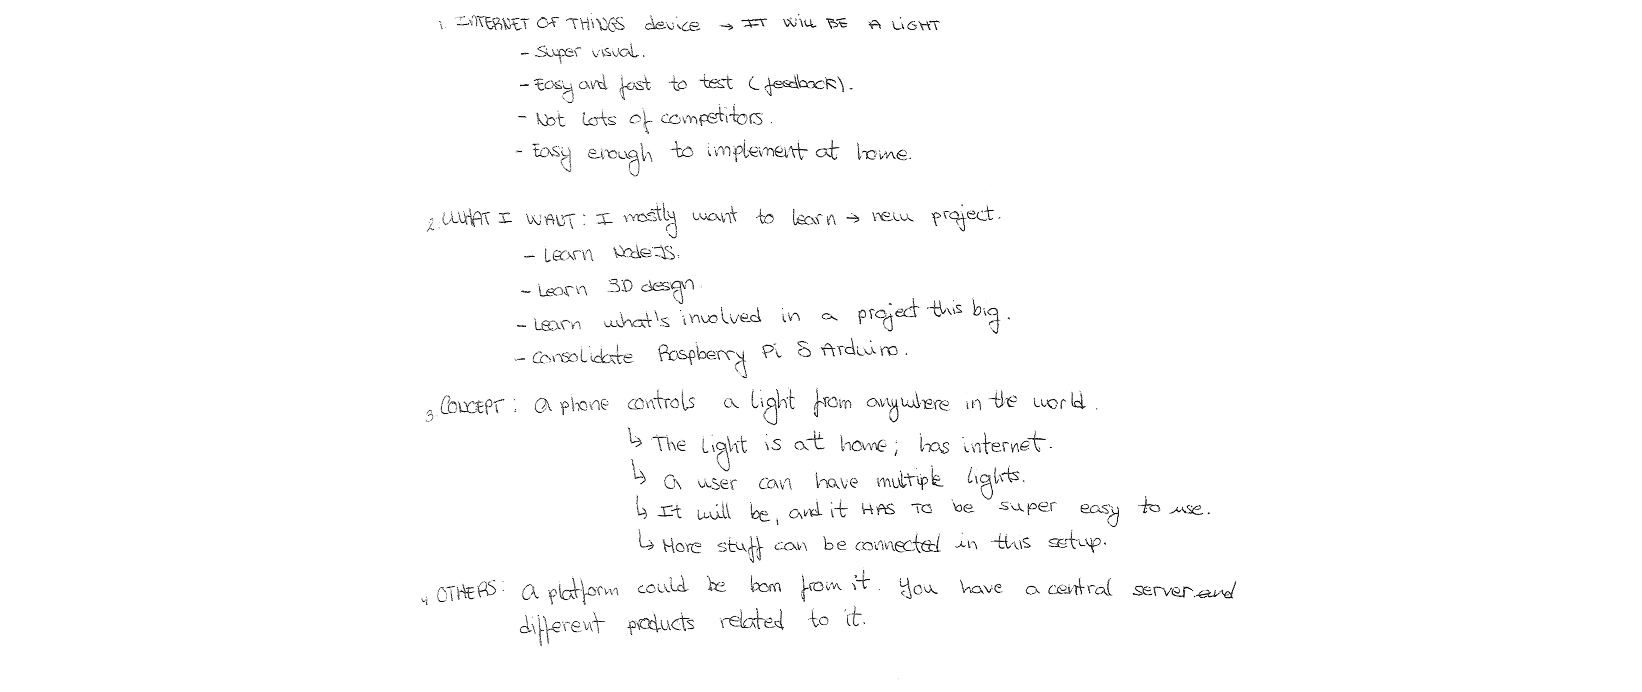 1. INTERNET OF THINGS device → IT WILL BE A LIGHT
- Super visual.
- Easy and fast to test (feedback).
- Not lots of competitors.
- Easy enough to implement at home.
2. WHAT I WANT: I mostly want to learn → new project.
- Learn NodeJS.
- Learn 3D design.
- Learn what's involved in a project this big.
- Consolidate Raspberry Pi & Arduino.
3. CONCEPT: a phone controls a light from anywhere in the world.
↳ The light is at home; has internet.
↳ A user can have multiple lights.
↳ It will be, and it HAS TO be super easy to use.
↳ More stuff can be connected in this setup.
4. OTHERS: A platform could be born from it. You have a central server and
different products related to it.